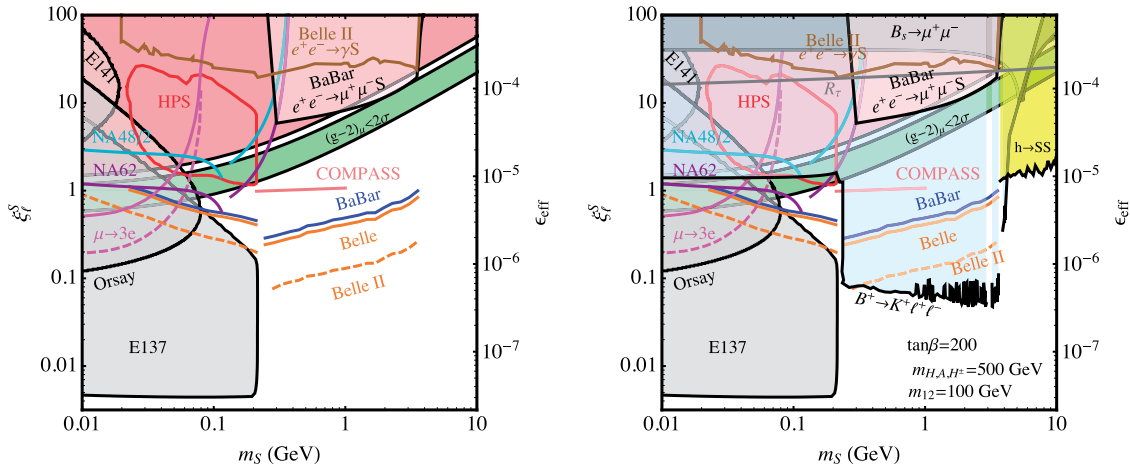 100
10
1
0.1
0.01
ξℓS
E141
NA48/2
NA62
μ→3e
Orsay
E137
HPS
Belle II
e+e−→γS
BaBar
e+e−→μ+μ−S
(g−2)μ<2σ
COMPASS
BaBar
Belle
Belle II
10−4
10−5
10−6
10−7
ϵeff
0.01 0.1 1 10
mS (GeV)
100
10
1
0.1
0.01
ξℓS
E141
NA48/2
NA62
μ→3e
Orsay
E137
HPS
Bs→μ+μ−
Belle II
e+e−→γS
BaBar
Rτ
e+e−→μ+μ−S
(g−2)μ<2σ
h→SS
COMPASS
BaBar
Belle
Belle II
B+→K+ℓ+ℓ−
tanβ=200
mH,A,H±=500 GeV
m12=100 GeV
10−4
10−5
10−6
10−7
ϵeff
0.01 0.1 1 10
mS (GeV)